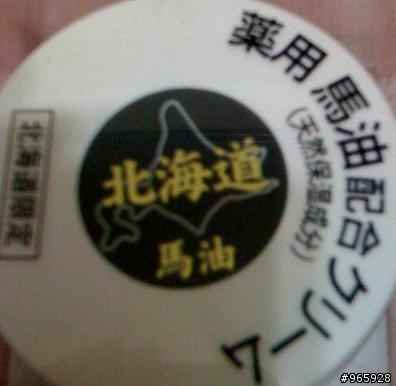 薬用 馬油配合クリーム
(天然保湿成分)
北海道
馬油
北海道限定
#965928